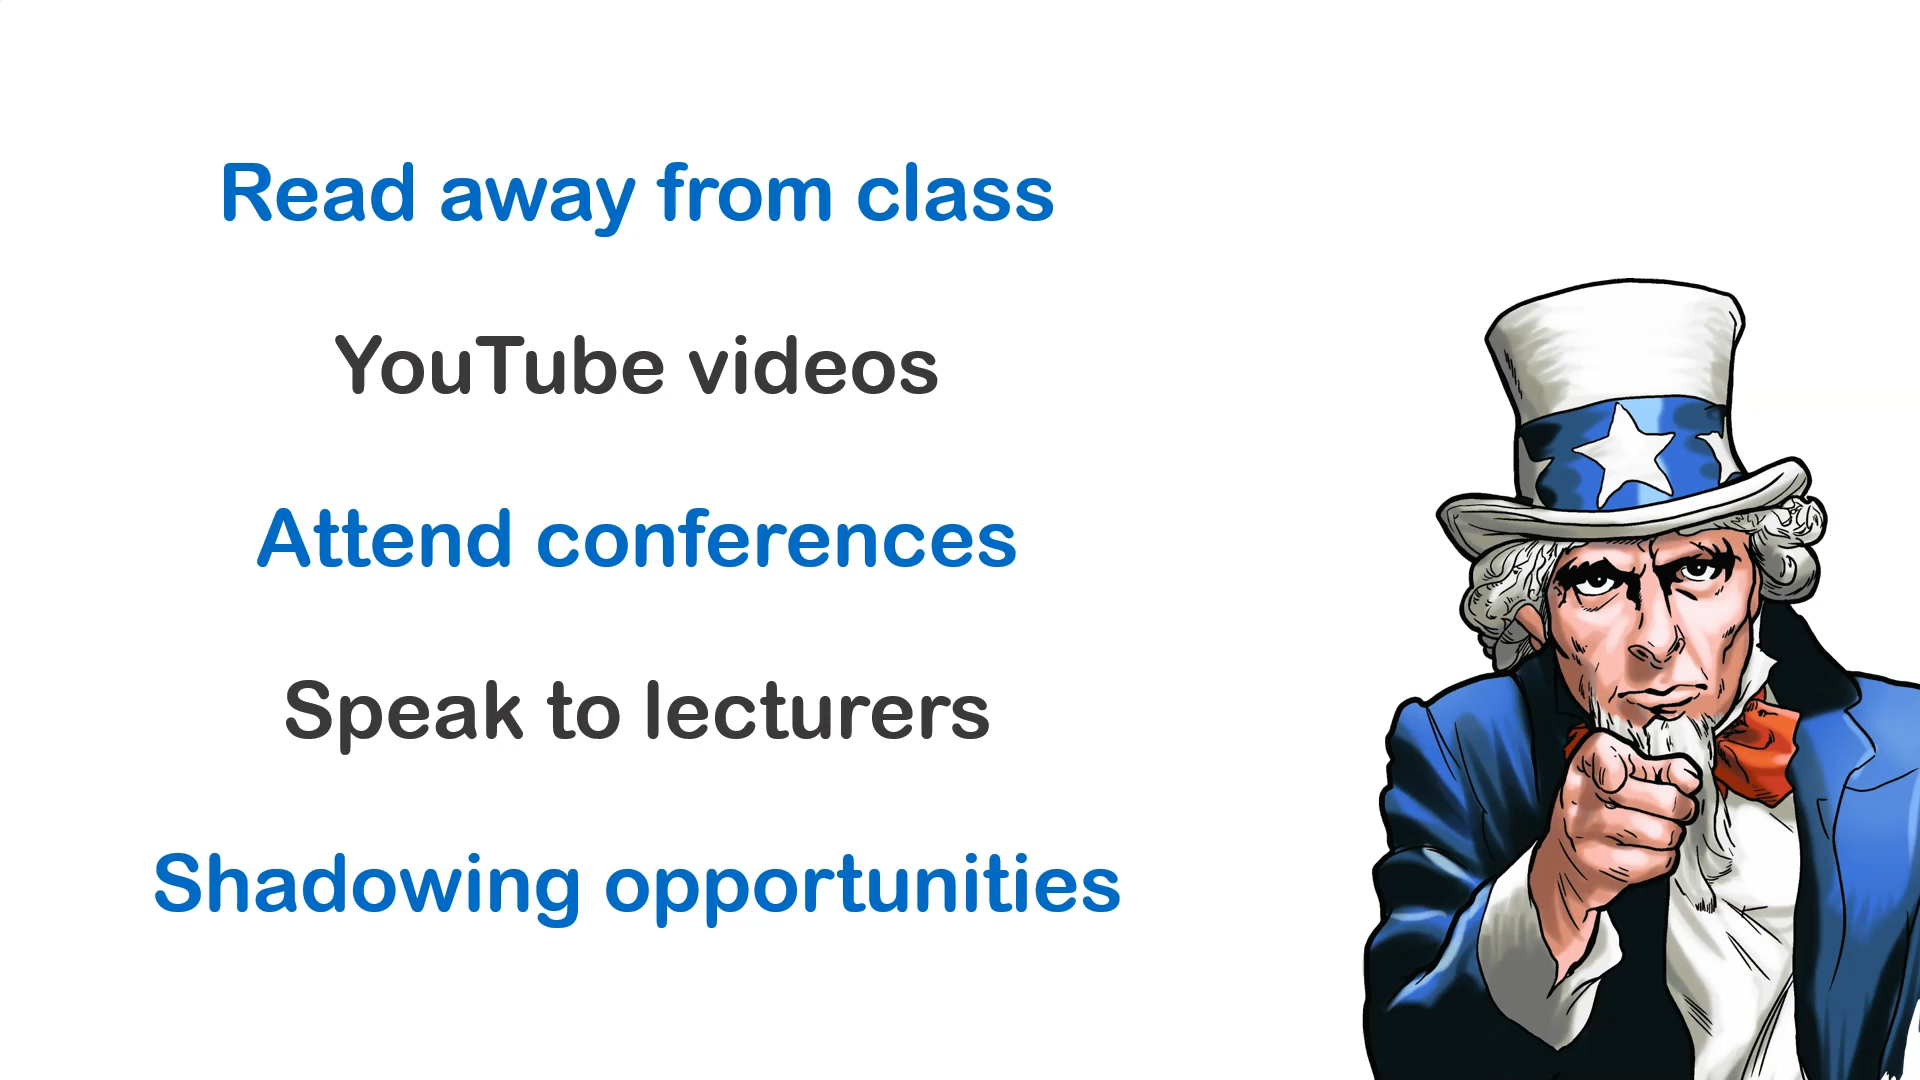 Read away from class
YouTube videos
Attend conferences
Speak to lecturers
Shadowing opportunities